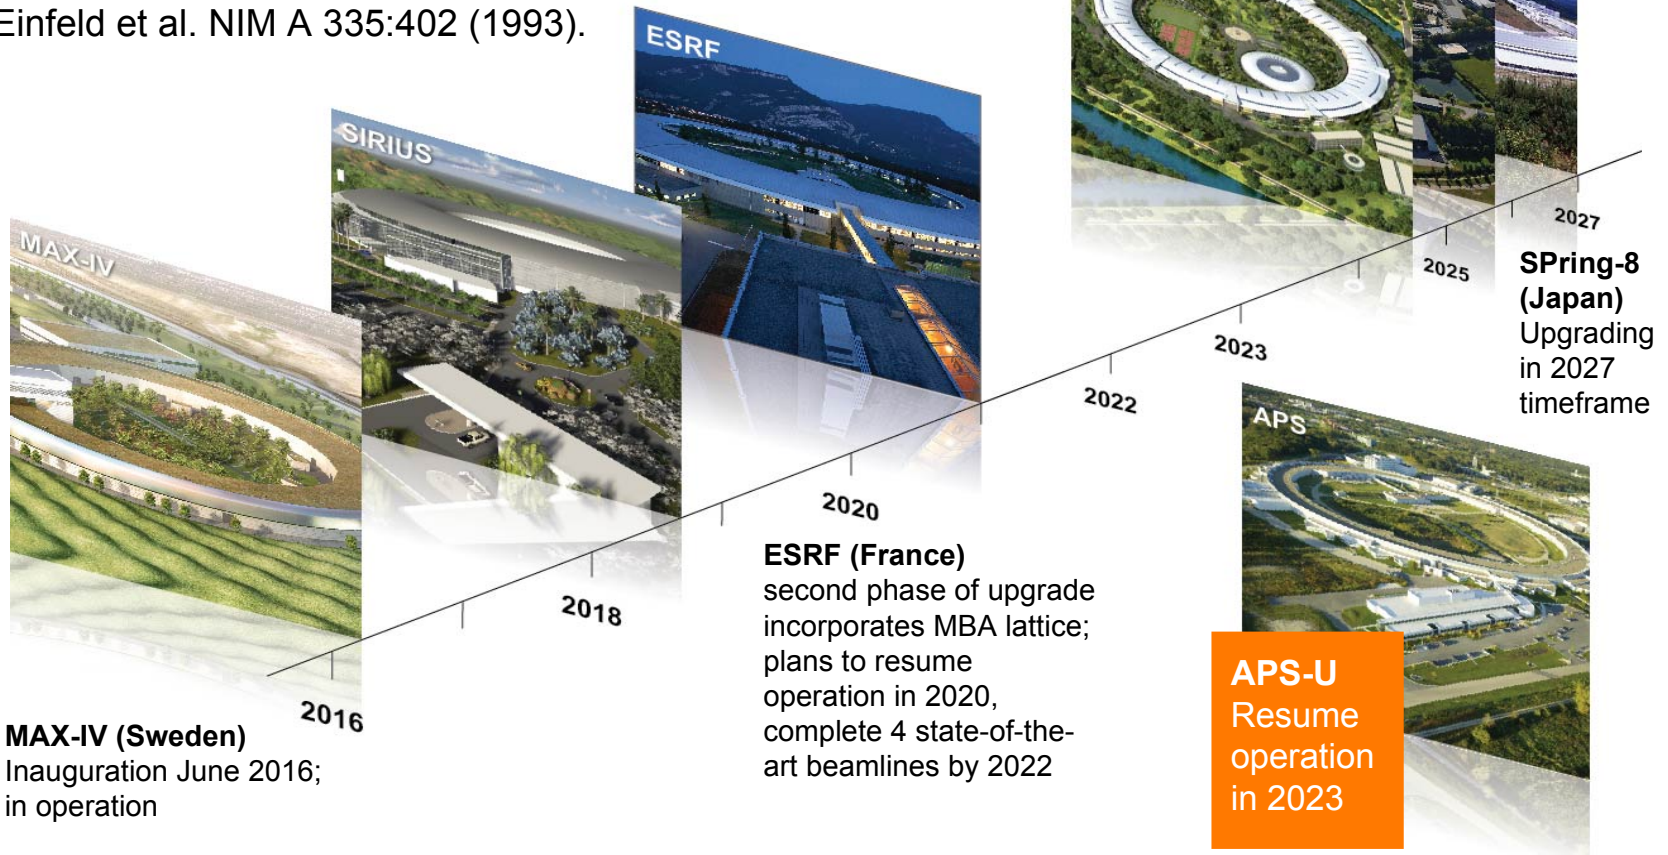 Einfeld et al. NIM A 335:402 (1993).
ESRF
SIRIUS
MAX-IV
2027
2025
SPring-8
(Japan)
Upgrading
in 2027
timeframe
2023
2022
APS
2020
2018
2016
ESRF (France)
second phase of upgrade
incorporates MBA lattice;
plans to resume
operation in 2020,
complete 4 state-of-the-
art beamlines by 2022
APS-U
Resume
operation
in 2023
MAX-IV (Sweden)
Inauguration June 2016;
in operation